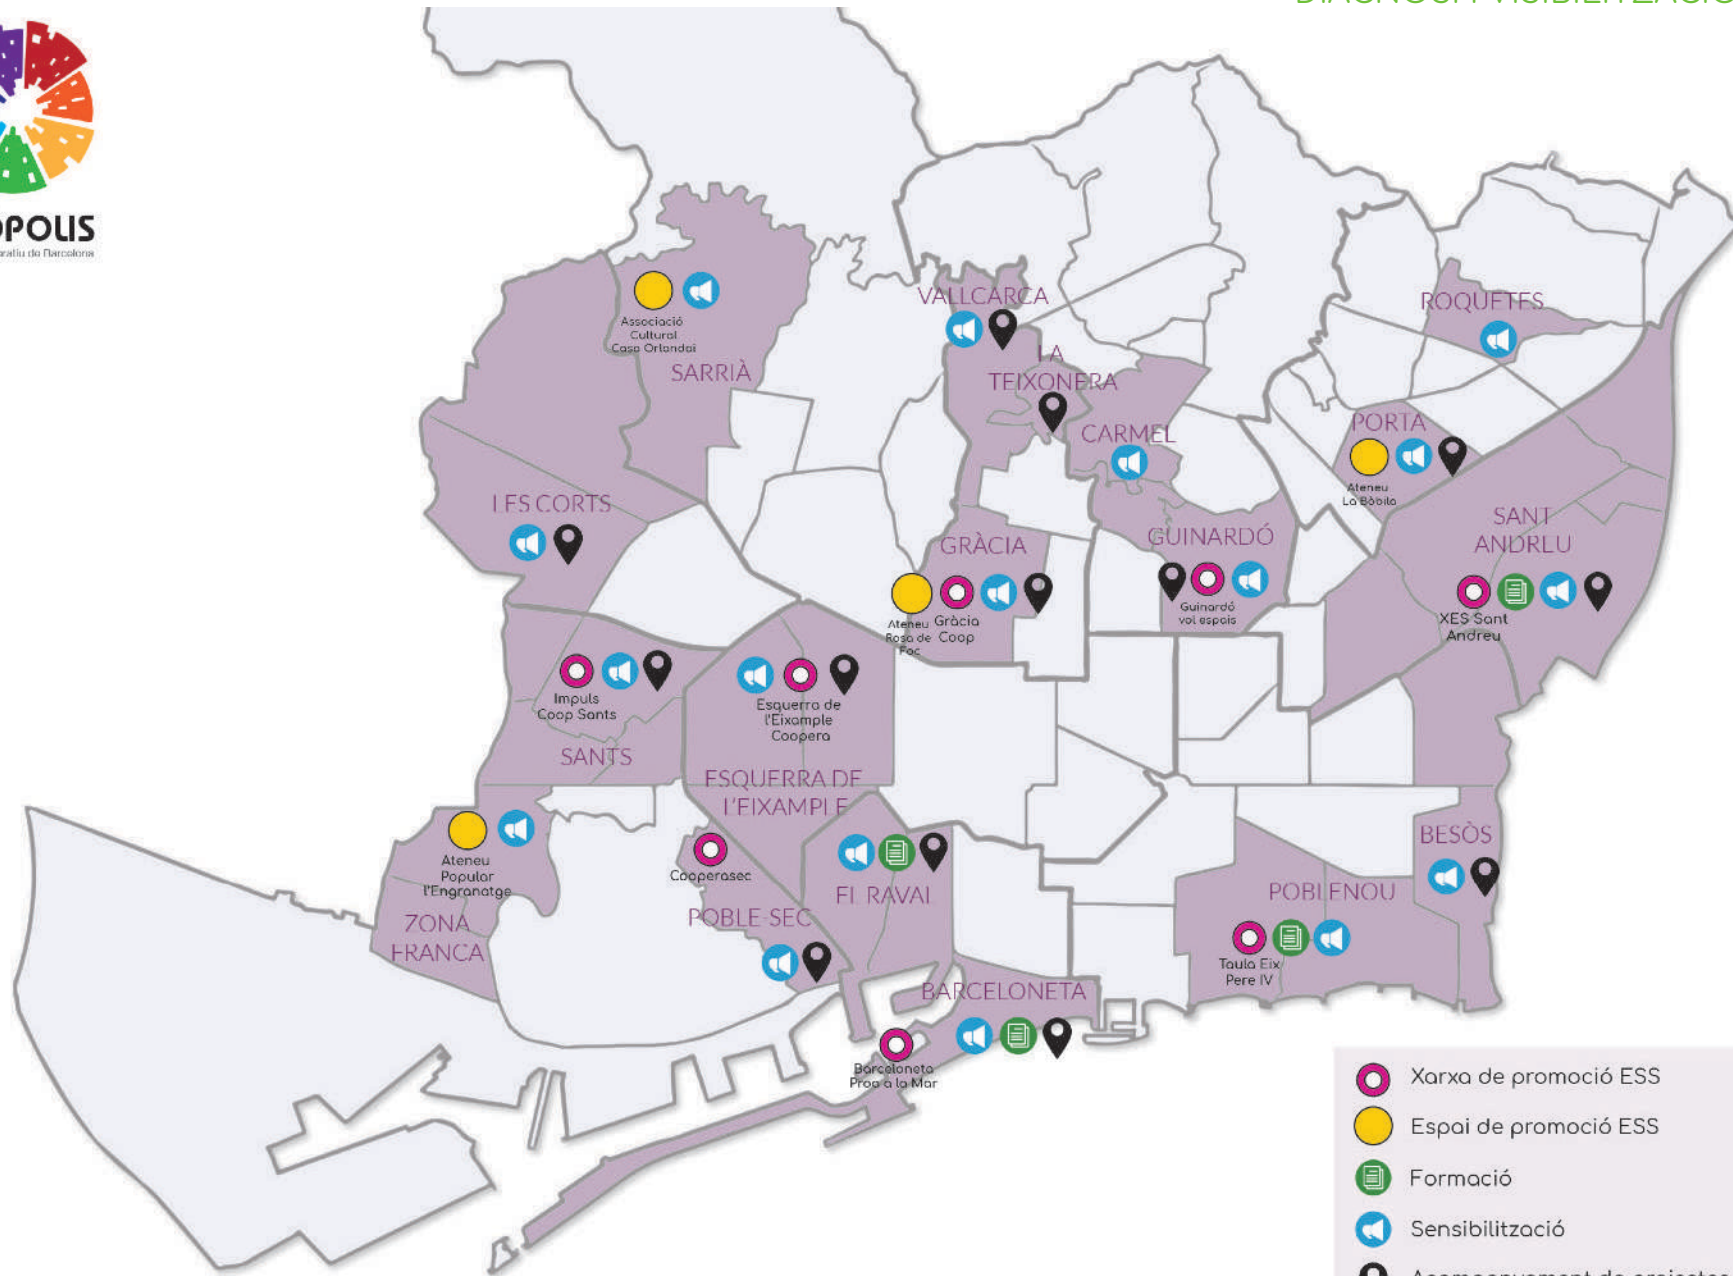 OPOLIS
VALLCARCA
ROQUETES
Associació
Cultural
Casa Orlandai
SARRIÀ
LA
TEIXONERA
CARMEL
PORTA
Ateneu
La Bòbila
LES CORTS
GRÀCIA
GUINARDÓ
SANT
ANDREU
Ateneu
Rosa de
Foc
Gràcia
Coop
Guinardó
vol espais
XES Sant
Andreu
Impuls
Coop Sants
Esquerra de
l'Eixample
Coopera
SANTS
ESQUERRA DE
L'EIXAMPLE
Ateneu
Popular
l'Engranatge
ZONA
FRANCA
Cooperasec
POBLE-SEC
EL RAVAL
BESÒS
POBLENOU
Taula Eix
Pere IV
BARCELONETA
Barceloneta
Proa a la Mar
Xarxa de promoció ESS
Espai de promoció ESS
Formació
Sensibilització